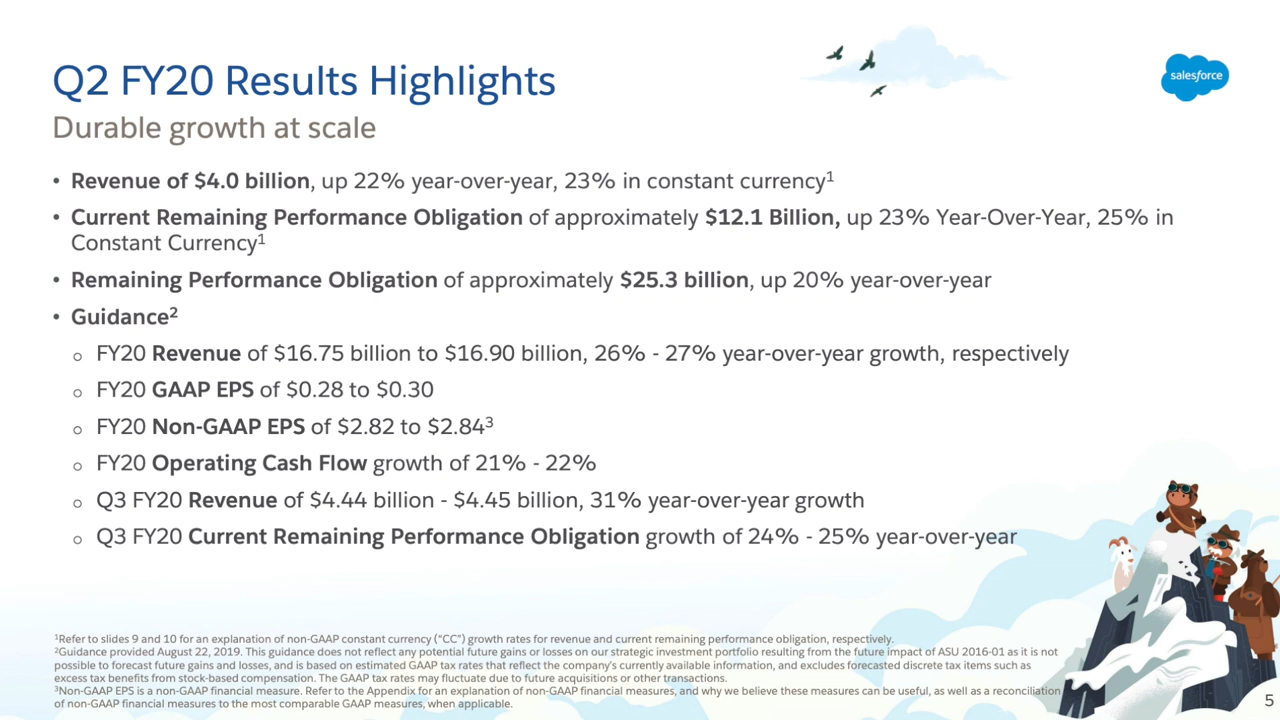 Q2 FY20 Results Highlights
salesforce
Durable growth at scale
• Revenue of $4.0 billion, up 22% year-over-year, 23% in constant currency¹
• Current Remaining Performance Obligation of approximately $12.1 Billion, up 23% Year-Over-Year, 25% in
Constant Currency¹
• Remaining Performance Obligation of approximately $25.3 billion, up 20% year-over-year
• Guidance²
○ FY20 Revenue of $16.75 billion to $16.90 billion, 26% - 27% year-over-year growth, respectively
○ FY20 GAAP EPS of $0.28 to $0.30
○ FY20 Non-GAAP EPS of $2.82 to $2.84³
○ FY20 Operating Cash Flow growth of 21% - 22%
○ Q3 FY20 Revenue of $4.44 billion - $4.45 billion, 31% year-over-year growth
○ Q3 FY20 Current Remaining Performance Obligation growth of 24% - 25% year-over-year
¹Refer to slides 9 and 10 for an explanation of non-GAAP constant currency (“CC”) growth rates for revenue and current remaining performance obligation, respectively.
²Guidance provided August 22, 2019. This guidance does not reflect any potential future gains or losses on our strategic investment portfolio resulting from the future impact of ASU 2016-01 as it is not
possible to forecast future gains and losses, and is based on estimated GAAP tax rates that reflect the company’s currently available information, and excludes forecasted discrete tax items such as
excess tax benefits from stock-based compensation. The GAAP tax rates may fluctuate due to future acquisitions or other transactions.
³Non-GAAP EPS is a non-GAAP financial measure. Refer to the Appendix for an explanation of non-GAAP financial measures, and why we believe these measures can be useful, as well as a reconciliation
of non-GAAP financial measures to the most comparable GAAP measures, when applicable.
5